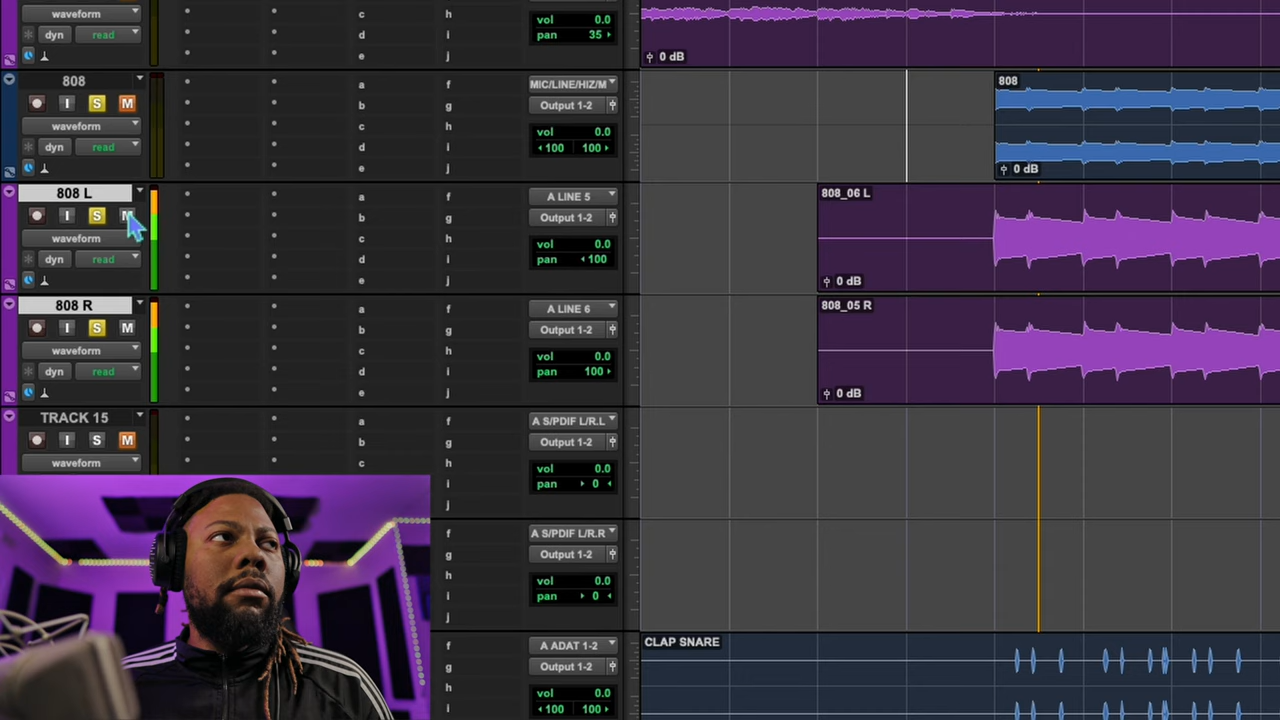 waveform
dyn read
c h
d i
e j
vol 0.0
pan 35
0 dB
808
I S M
waveform
dyn read
a f
b g
c h
d i
e j
MIC/LINE/HIZ/M
Output 1-2
vol 0.0
100 100
808
0 dB
808 L
I S M
waveform
dyn read
a f
b g
c h
d i
e j
A LINE 5
Output 1-2
vol 0.0
pan 100
808_06 L
0 dB
808 R
I S M
waveform
dyn read
a f
b g
c h
d i
e j
A LINE 6
Output 1-2
vol 0.0
pan 100
808_05 R
0 dB
TRACK 15
I S M
waveform
a f
b g
c h
i
j
A S/PDIF L/R.L
Output 1-2
vol 0.0
pan 0
f
g
h
i
j
A S/PDIF L/R.R
Output 1-2
vol 0.0
pan 0
f
g
h
i
A ADAT 1-2
Output 1-2
vol 0.0
100 100
CLAP SNARE